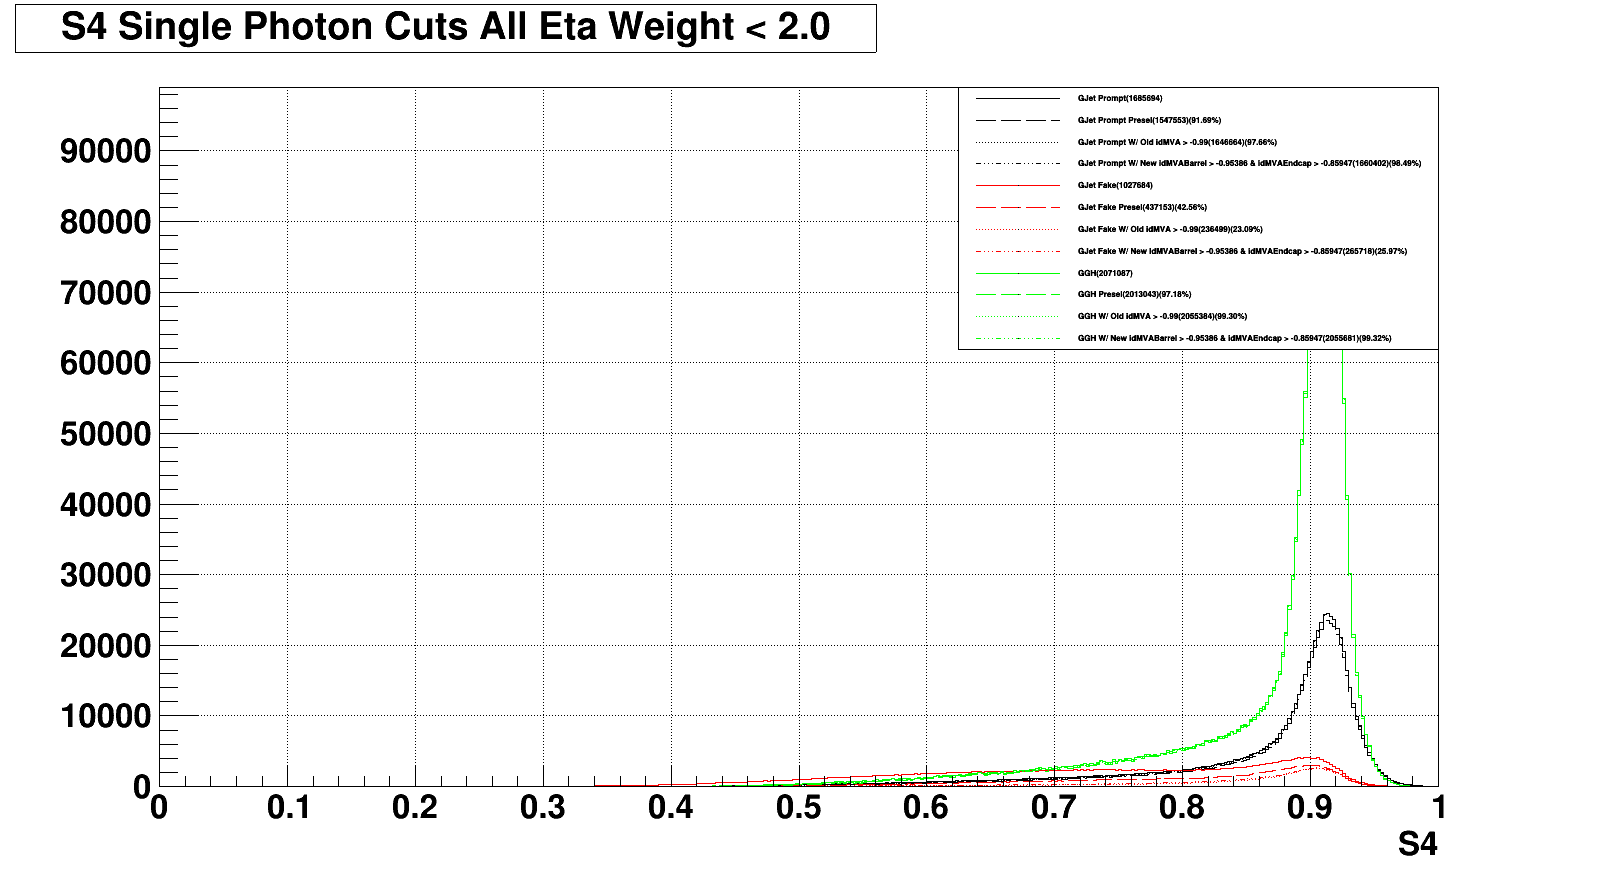 S4 Single Photon Cuts All Eta Weight < 2.0
GJet Prompt(1685694)
GJet Prompt Presel(1547553)(91.69%)
GJet Prompt W/ Old idMVA > -0.99(1646664)(97.66%)
GJet Prompt W/ New idMVABarrel > -0.95386 & idMVAEndcap > -0.85947(1660402)(98.49%)
GJet Fake(1027684)
GJet Fake Presel(437153)(42.56%)
GJet Fake W/ Old idMVA > -0.99(236499)(23.09%)
GJet Fake W/ New idMVABarrel > -0.95386 & idMVAEndcap > -0.85947(265718)(25.97%)
GGH(2071087)
GGH Presel(2013043)(97.18%)
GGH W/ Old idMVA > -0.99(2055384)(99.30%)
GGH W/ New idMVABarrel > -0.95386 & idMVAEndcap > -0.85947(2055681)(99.32%)
90000
80000
70000
60000
50000
40000
30000
20000
10000
0
0 0.1 0.2 0.3 0.4 0.5 0.6 0.7 0.8 0.9 1
S4